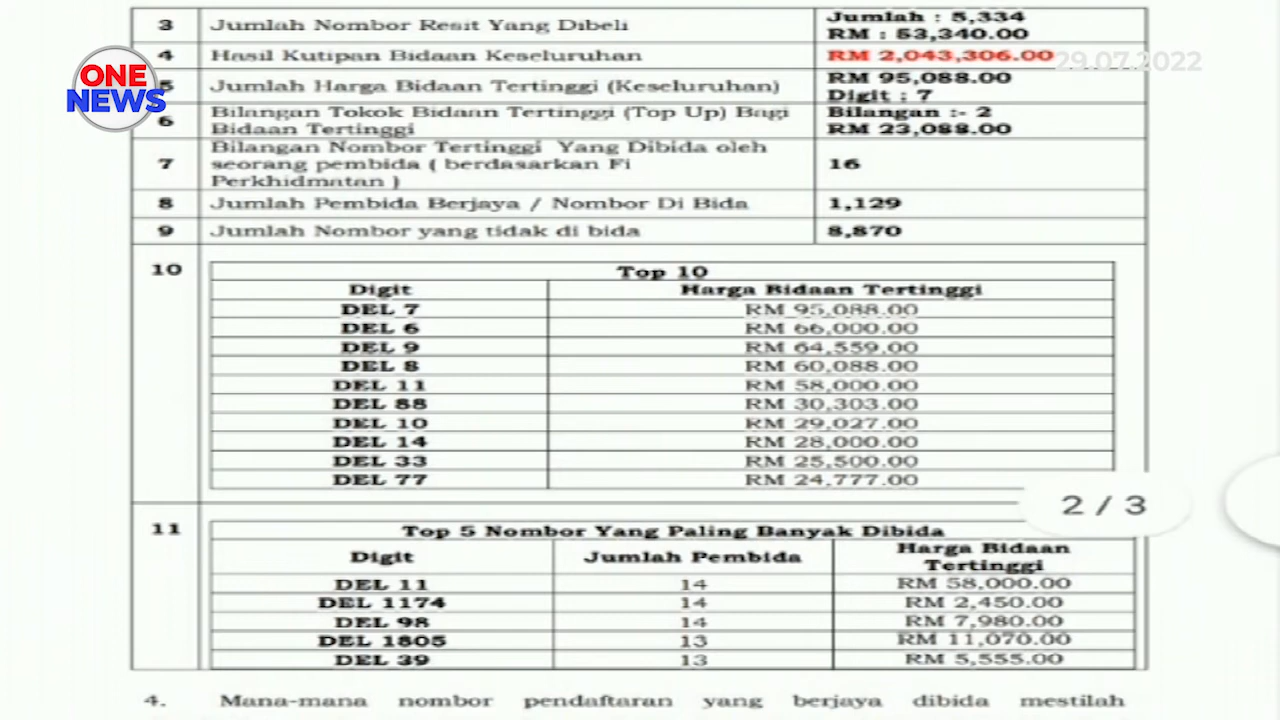 3 Jumlah Nombor Resit Yang Dibeli Jumlah : 5,334
RM : 53,340.00
4 Hasil Kutipan Bidaan Keseluruhan RM 2,043,306.00
29.07.2022
ONE
NEWS
5 Jumlah Harga Bidaan Tertinggi (Keseluruhan) RM 95,088.00
Digit : 7
6 Bilangan Tokok Bidaan Tertinggi (Top Up) Bagi Bilangan :- 2
Bidaan Tertinggi RM 23,088.00
7 Bilangan Nombor Tertinggi Yang Dibida oleh
seorang pembida ( berdasarkan Fi 16
Perkhidmatan )
8 Jumlah Pembida Berjaya / Nombor Di Bida 1,129
9 Jumlah Nombor yang tidak di bida 8,870
10 Top 10
Digit Harga Bidaan Tertinggi
DEL 7 RM 95,088.00
DEL 6 RM 66,000.00
DEL 9 RM 64,559.00
DEL 8 RM 60,088.00
DEL 11 RM 58,000.00
DEL 88 RM 30,303.00
DEL 10 RM 29,027.00
DEL 14 RM 28,000.00
DEL 33 RM 25,500.00
DEL 77 RM 24,777.00
2 / 3
11 Top 5 Nombor Yang Paling Banyak Dibida
Digit Jumlah Pembida Harga Bidaan
Tertinggi
DEL 11 14 RM 58,000.00
DEL 1174 14 RM 2,450.00
DEL 98 14 RM 7,980.00
DEL 1805 13 RM 11,070.00
DEL 39 13 RM 5,555.00
4. Mana-mana nombor pendaftaran yang berjaya dibida mestilah